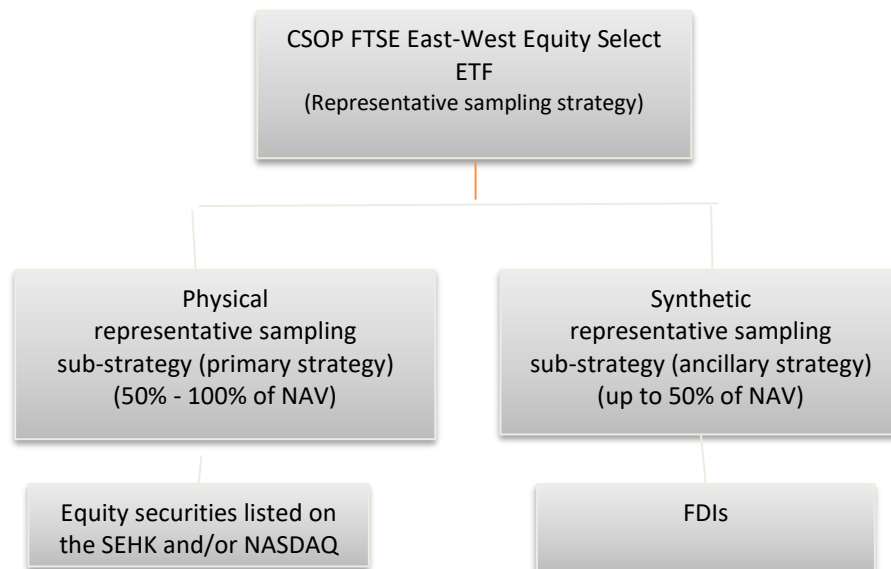 CSOP FTSE East-West Equity Select
ETF
(Representative sampling strategy)
Physical
representative sampling
sub-strategy (primary strategy)
(50% - 100% of NAV)
Synthetic
representative sampling
sub-strategy (ancillary strategy)
(up to 50% of NAV)
Equity securities listed on
the SEHK and/or NASDAQ
FDIs